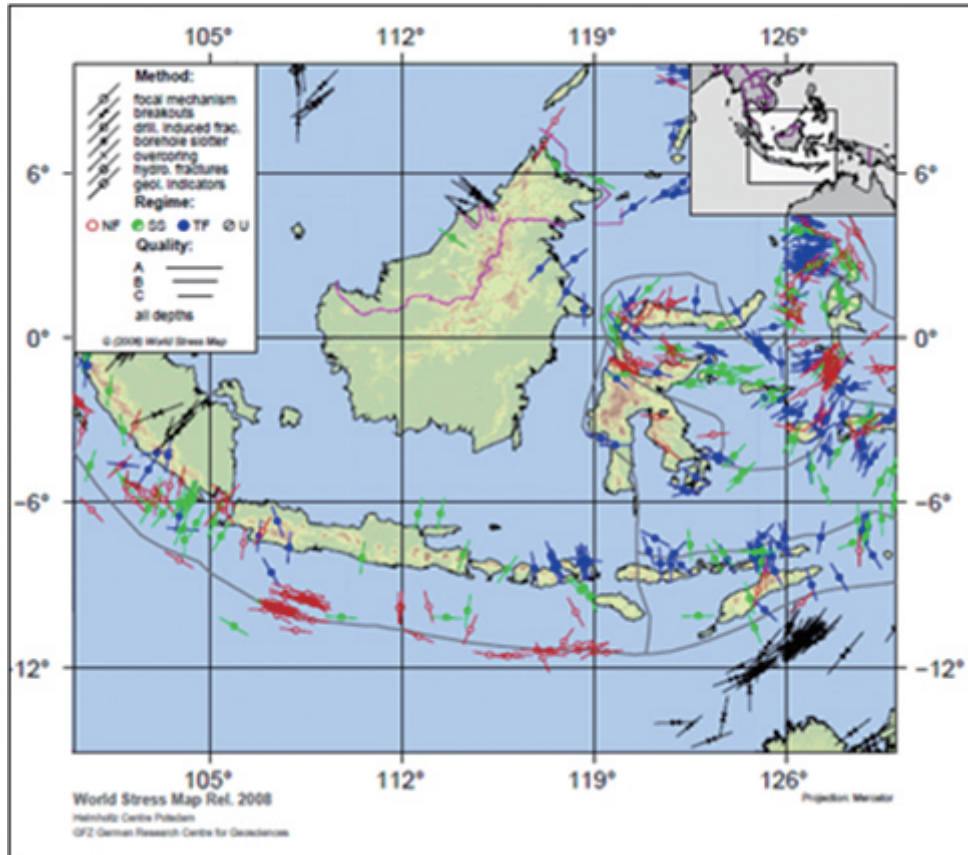 105° 112° 119° 126°
Method:
focal mechanism
breakouts
drill. induced frac.
borehole slotter
overcoring
hydro. fractures
geol. indicators
Regime:
NF SS TF U
Quality:
A
B
C
all depths
© (2008) World Stress Map
6° 6°
0° 0°
−6° −6°
−12° −12°
105° 112° 119° 126°
World Stress Map Rel. 2008
Projection: Mercator
Helmholtz Centre Potsdam
GFZ German Research Centre for Geosciences